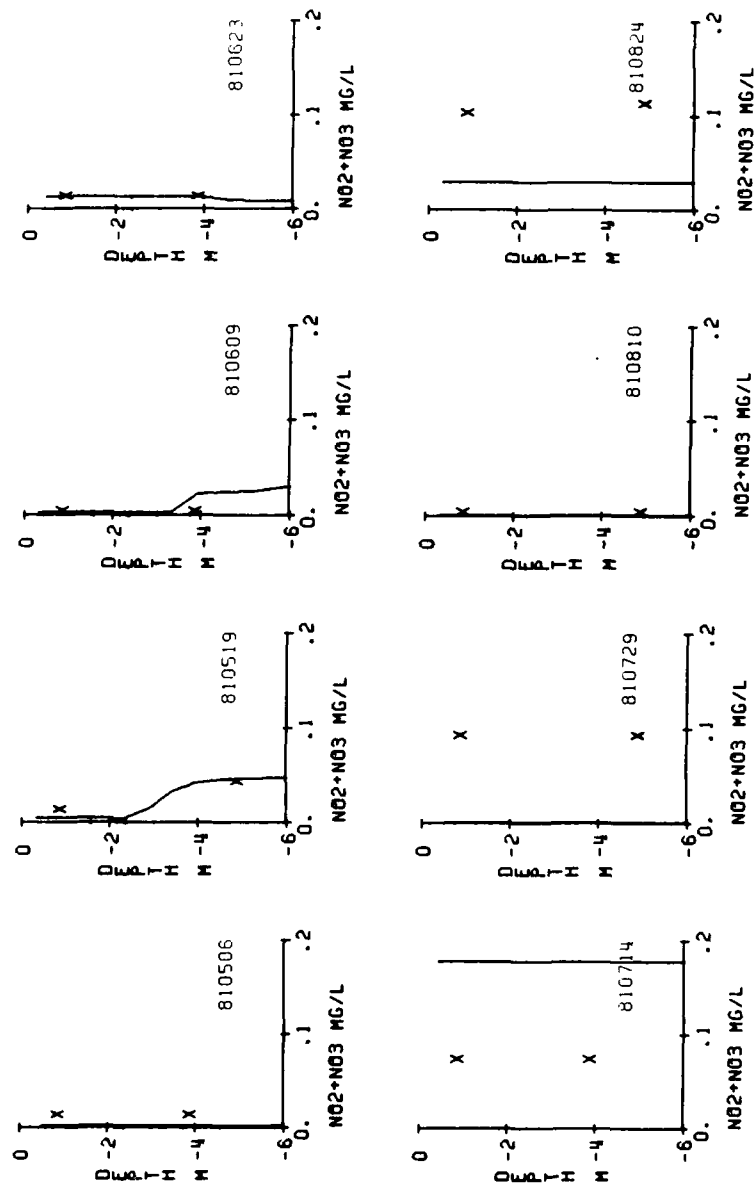 0
-2
-4
-6
DEPTH M
0. .1 .2
NO2+NO3 MG/L
810506
0
-2
-4
-6
DEPTH M
0. .1 .2
NO2+NO3 MG/L
810519
0
-2
-4
-6
DEPTH M
0. .1 .2
NO2+NO3 MG/L
810609
0
-2
-4
-6
DEPTH M
0. .1 .2
NO2+NO3 MG/L
810623
0
-2
-4
-6
DEPTH M
0. .1 .2
NO2+NO3 MG/L
810714
0
-2
-4
-6
DEPTH M
0. .1 .2
NO2+NO3 MG/L
810729
0
-2
-4
-6
DEPTH M
0. .1 .2
NO2+NO3 MG/L
810810
0
-2
-4
-6
DEPTH M
0. .1 .2
NO2+NO3 MG/L
810824